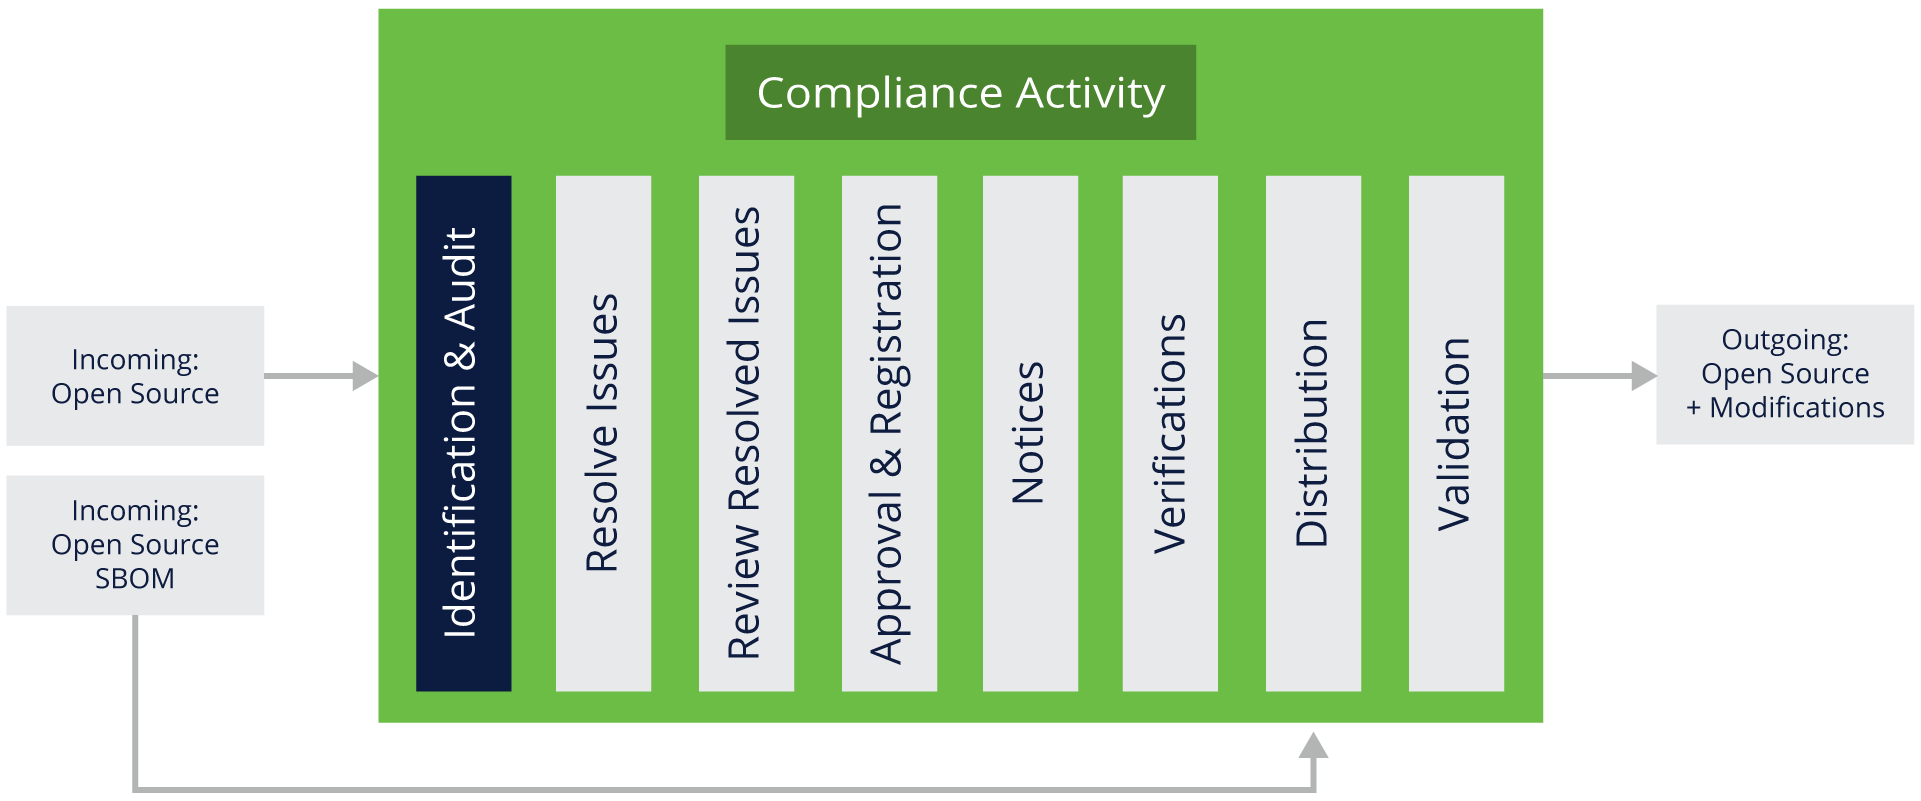 Compliance Activity
Incoming:
Open Source
Incoming:
Open Source
SBOM
Identification & Audit
Resolve Issues
Review Resolved Issues
Approval & Registration
Notices
Verifications
Distribution
Validation
Outgoing:
Open Source
+ Modifications